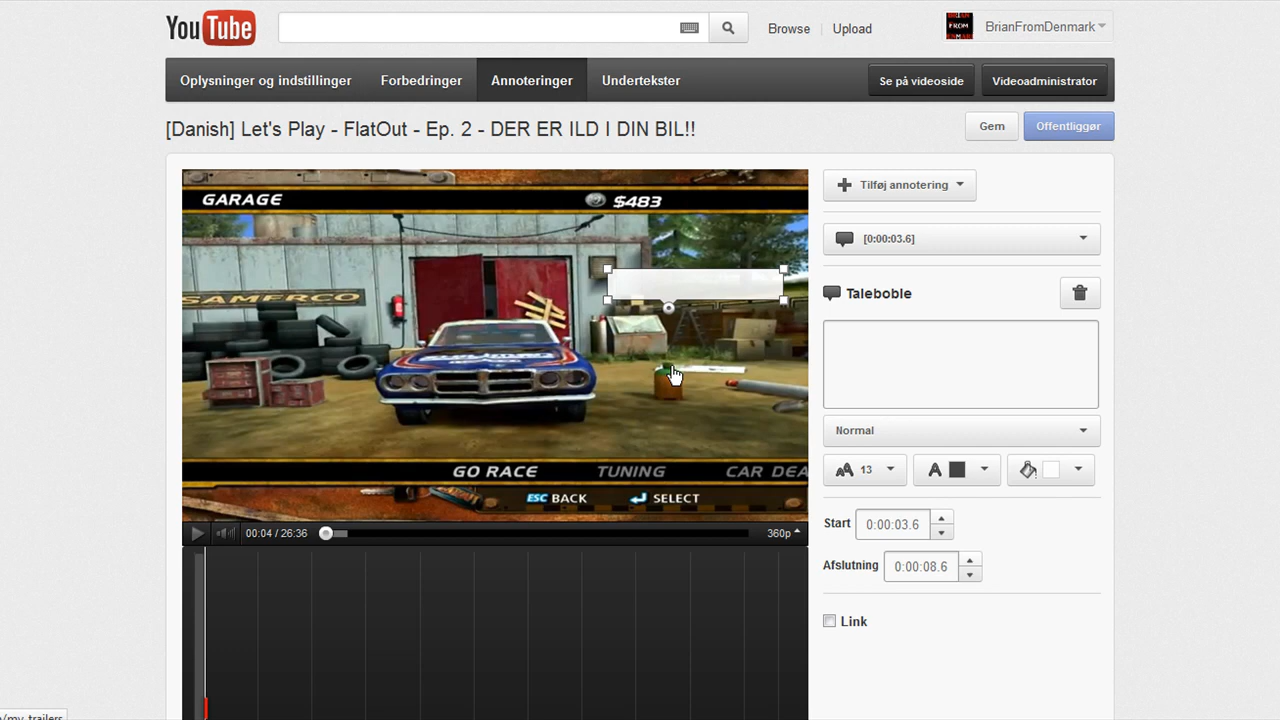 YouTube
Browse
Upload
BrianFromDenmark
Oplysninger og indstillinger
Forbedringer
Annoteringer
Undertekster
Se på videoside
Videoadministrator
[Danish] Let's Play - FlatOut - Ep. 2 - DER ER ILD I DIN BIL!!
Gem
Offentliggør
GARAGE
$483
Tilføj annotering
[0:00:03.6]
SAMERCO
Taleboble
Normal
13
GO RACE
TUNING
CAR DEA
ESC BACK
SELECT
Start
0:00:03.6
00:04 / 26:36
360p
Afslutning
0:00:08.6
Link
/my_trailers